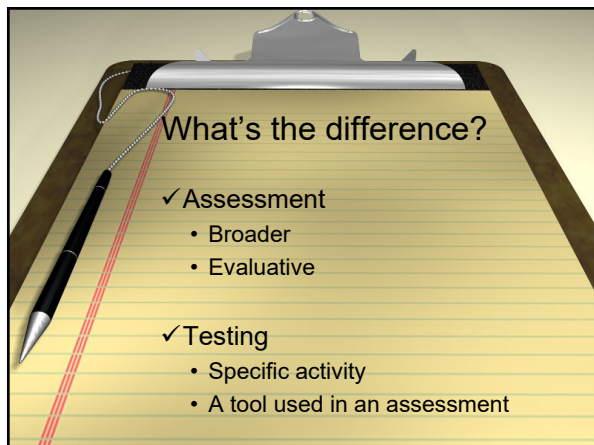 What's the difference?
✓Assessment
• Broader
• Evaluative
✓Testing
• Specific activity
• A tool used in an assessment